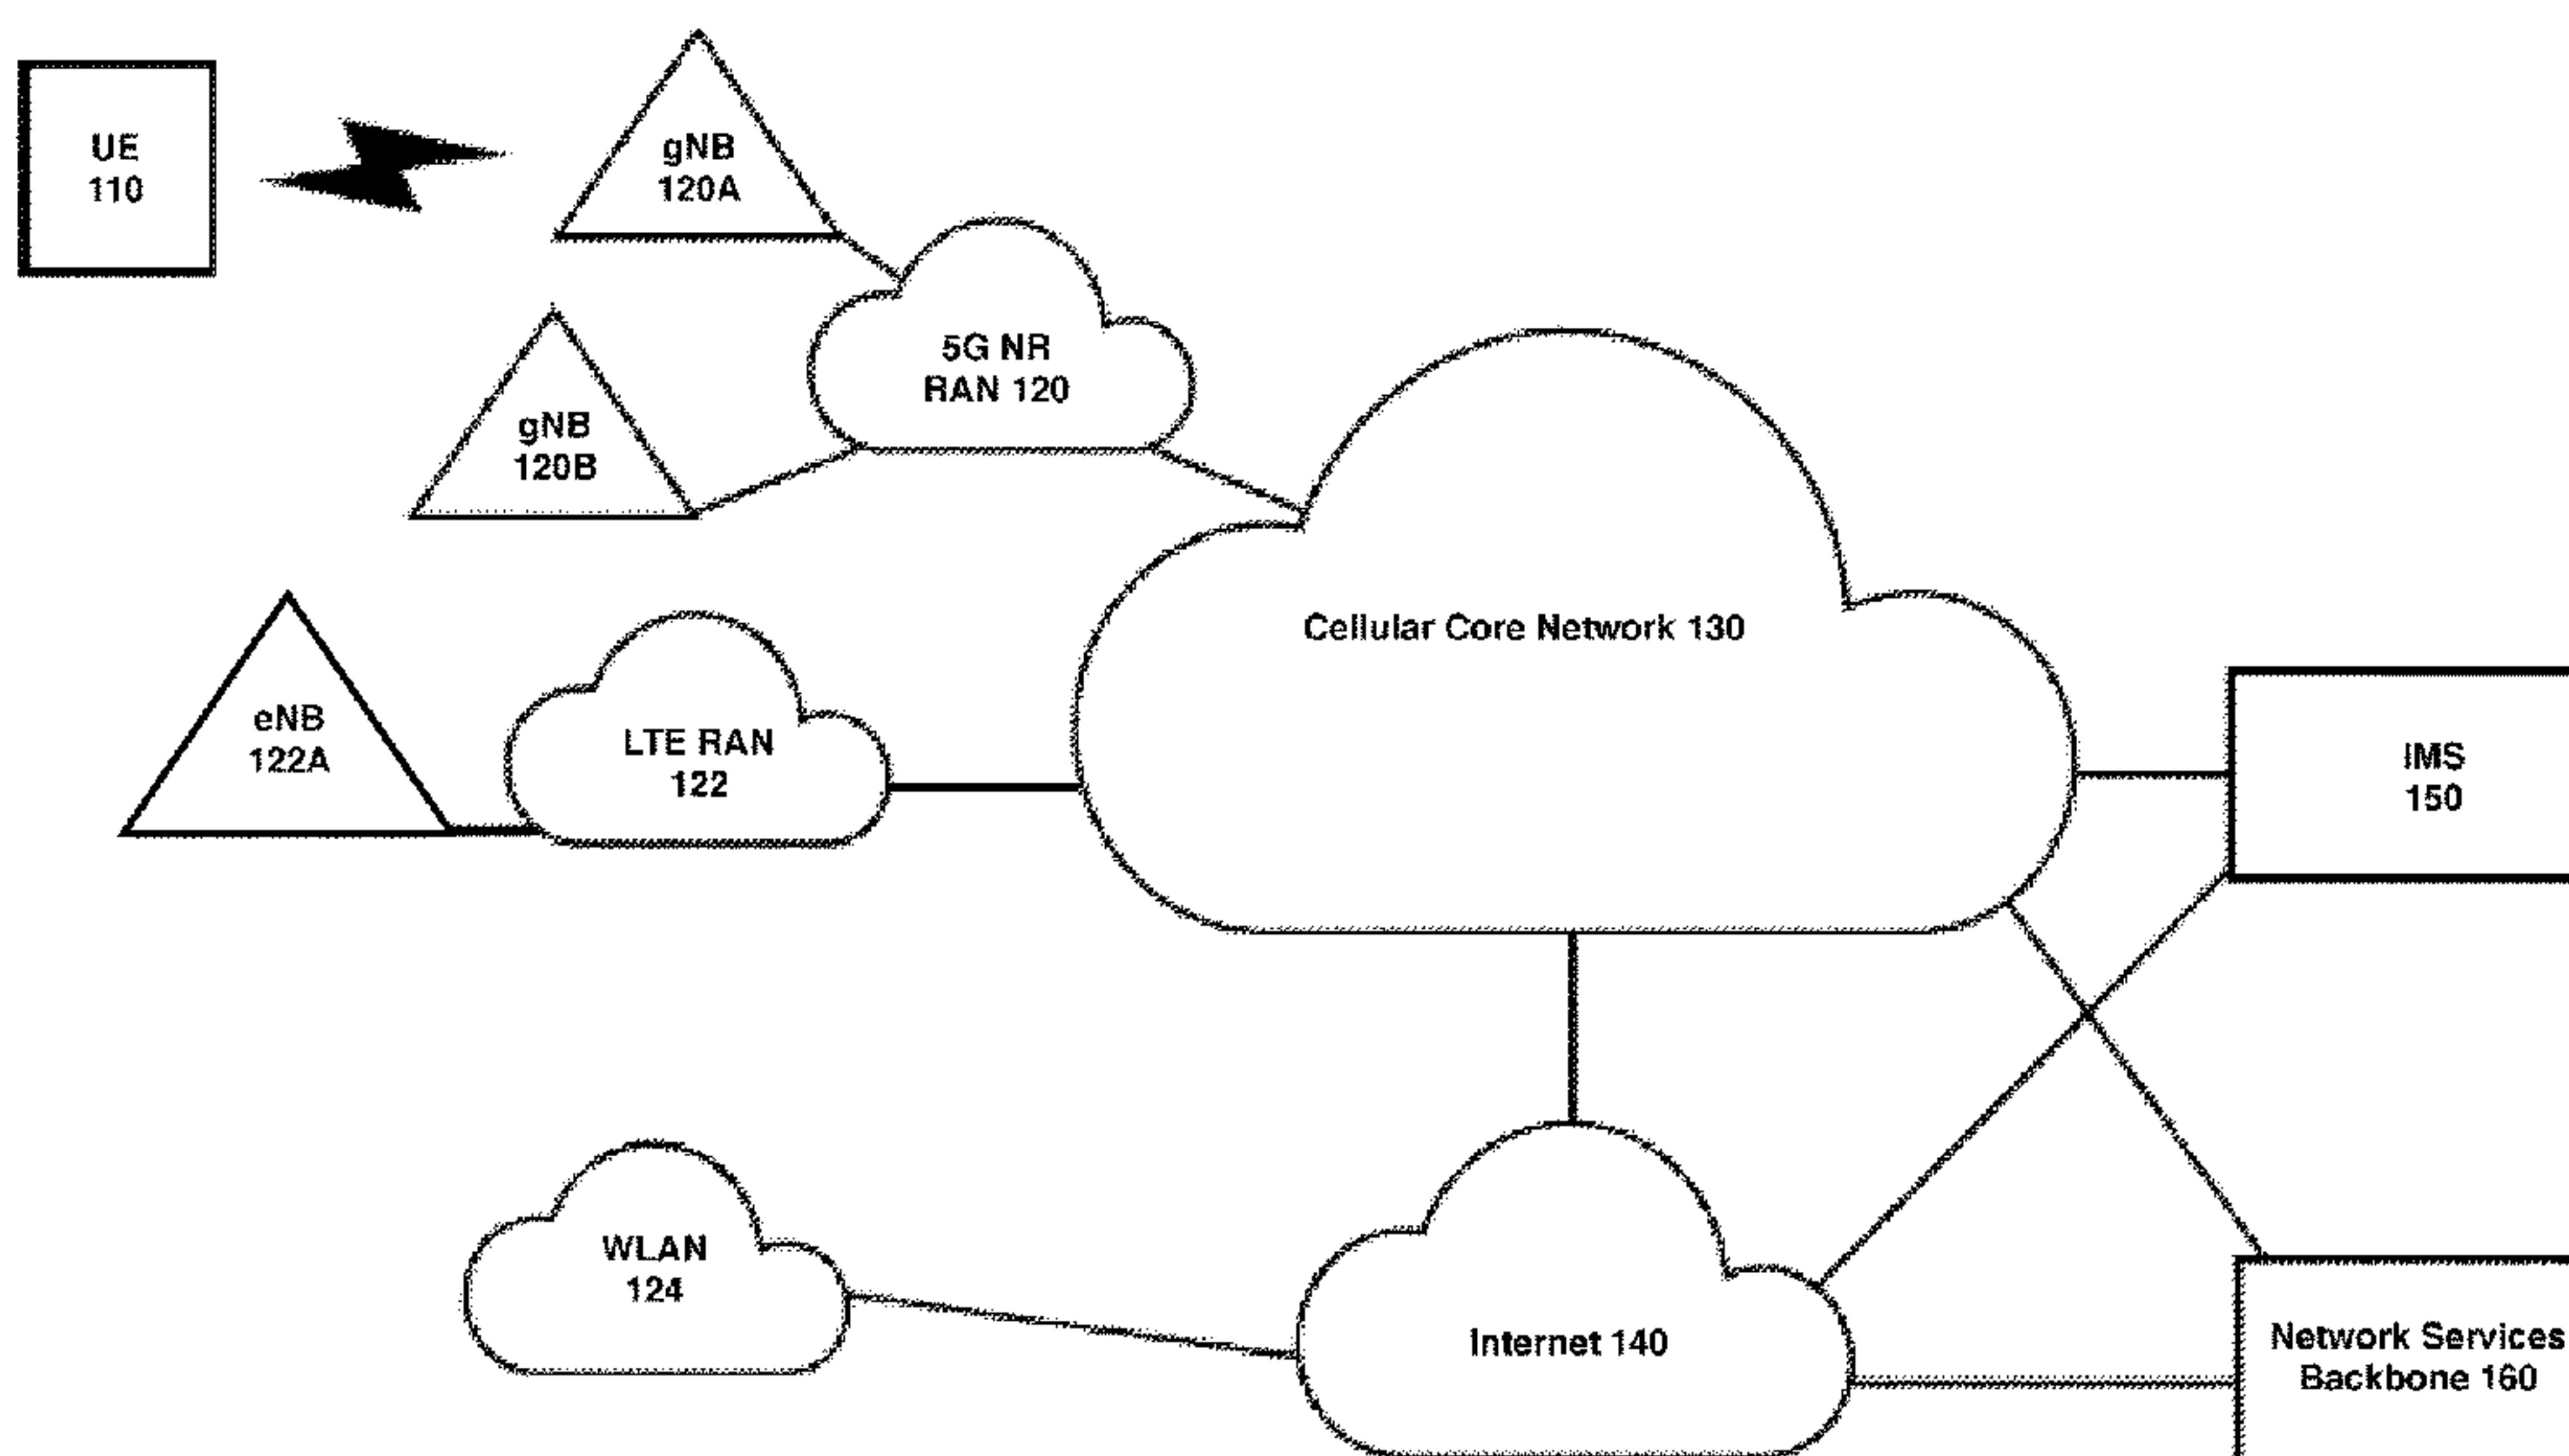 UE
110
gNB
120A
5G NR
RAN 120
gNB
120B
Cellular Core Network 130
eNB
122A
LTE RAN
122
IMS
150
WLAN
124
Internet 140
Network Services
Backbone 160